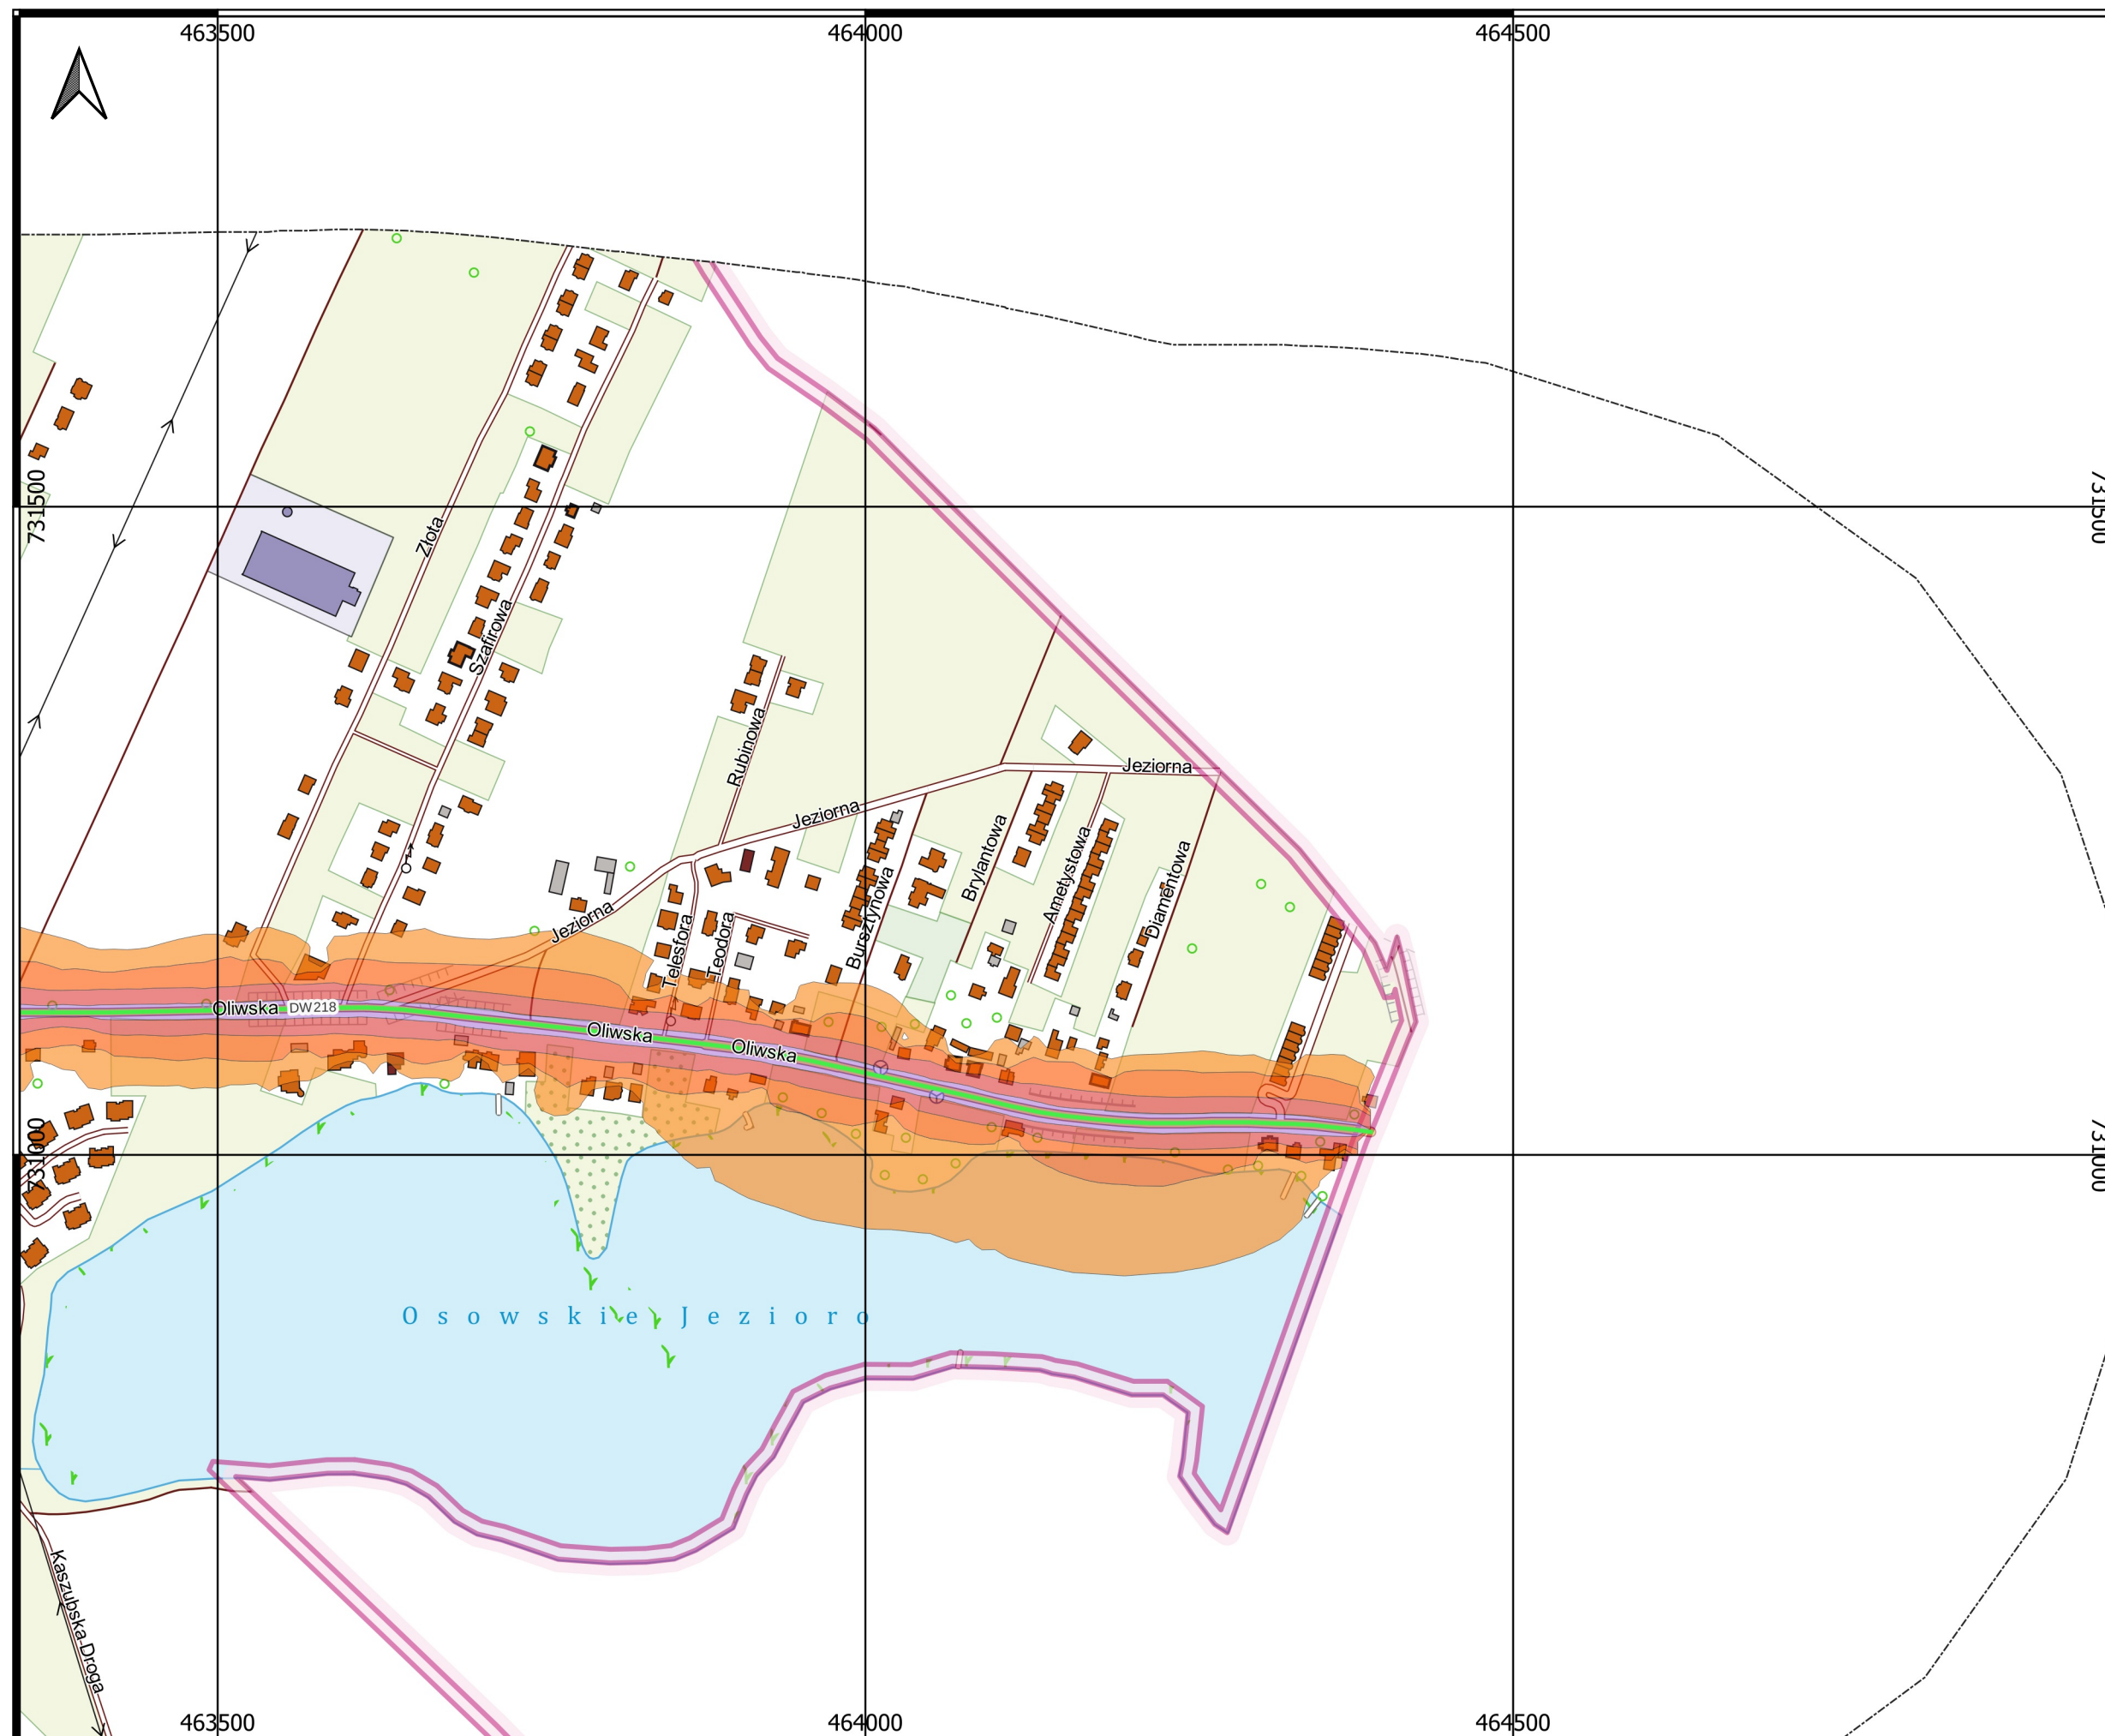 463500
464000
464500
731500
731500
Złota
Szafirowa
Rubinowa
Jeziorna
Jeziorna
Brylantowa
Ametystowa
Diamentowa
Bursztynowa
Jeziorna
Telesfora
Teodora
Oliwska
DW218
Oliwska
Oliwska
731000
731000
Osowskie Jezioro
Kaszubska Droga
463500
464000
464500